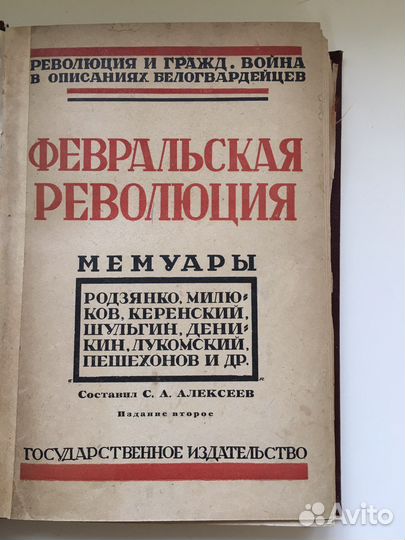 РЕВОЛЮЦИЯ И ГРАЖД. ВОЙНА
В ОПИСАНИЯХ БЕЛОГВАРДЕЙЦЕВ
ФЕВРАЛЬСКАЯ
РЕВОЛЮЦИЯ
МЕМУАРЫ
РОДЗЯНКО, МИЛЮ-
КОВ, КЕРЕНСКИЙ,
ШУЛЬГИН, ДЕНИ-
КИН, ЛУКОМСКИЙ,
ПЕШЕХОНОВ И ДР.
Составил С. А. АЛЕКСЕЕВ
Издание второе
ГОСУДАРСТВЕННОЕ ИЗДАТЕЛЬСТВО
Avito